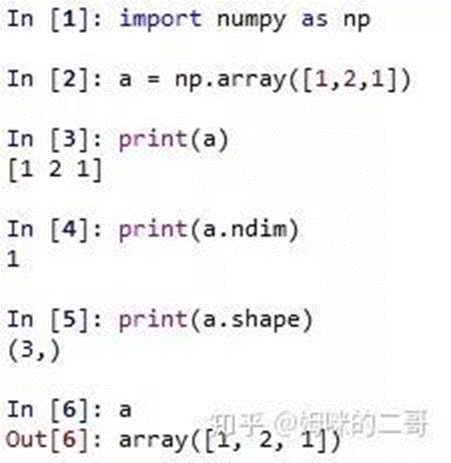 In [1]: import numpy as np
In [2]: a = np.array([1,2,1])
In [3]: print(a)
[1 2 1]
In [4]: print(a.ndim)
1
In [5]: print(a.shape)
(3,)
In [6]: a
Out[6]: array([1, 2, 1])
知乎 @姆咪的二哥